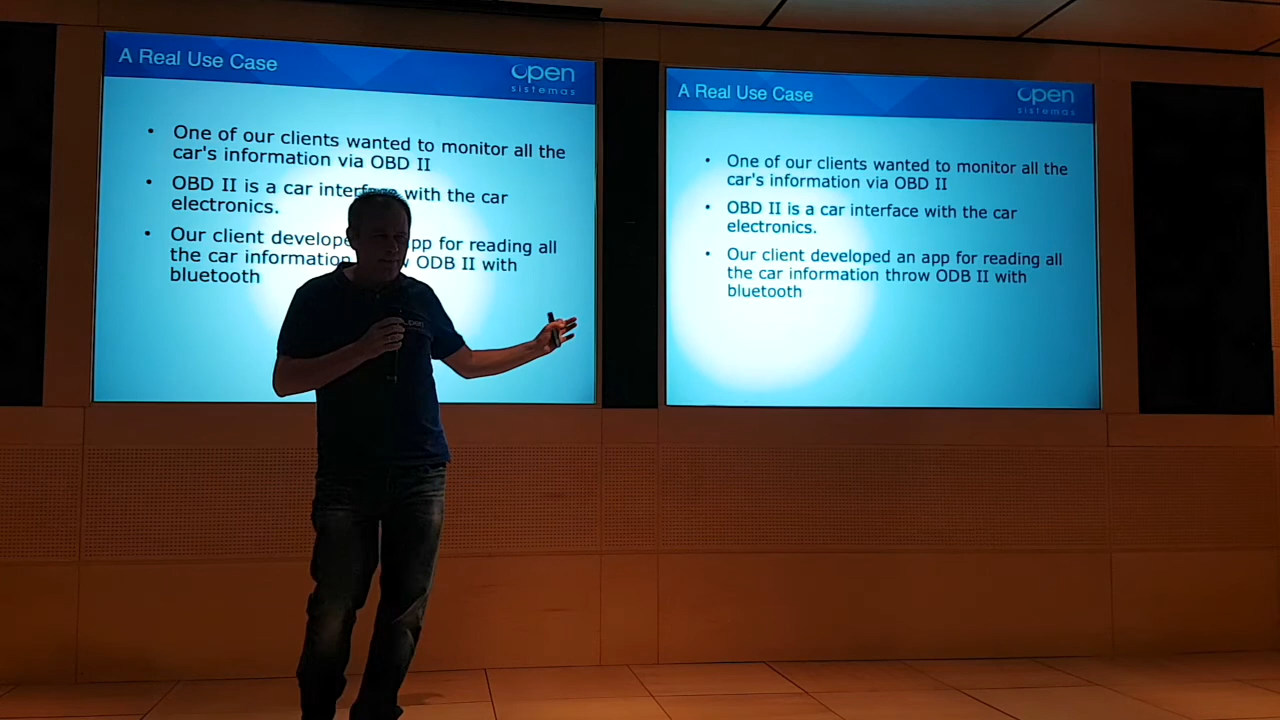 A Real Use Case
open
sistemas
• One of our clients wanted to monitor all the
car's information via OBD II
• OBD II is a car interface with the car
electronics.
• Our client develope pp for reading all
the car information w ODB II with
bluetooth
open
A Real Use Case
open
sistemas
• One of our clients wanted to monitor all the
car's information via OBD II
• OBD II is a car interface with the car
electronics.
• Our client developed an app for reading all
the car information throw ODB II with
bluetooth